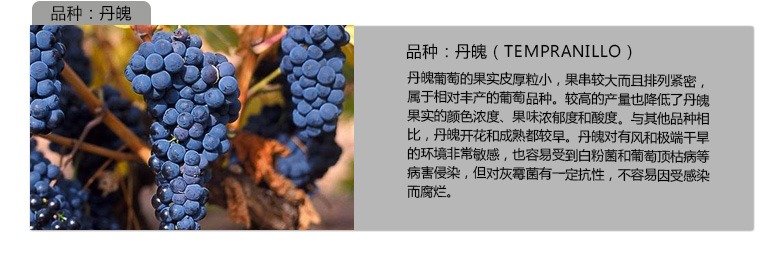 品种：丹魄
品种：丹魄（TEMPRANILLO）
丹魄葡萄的果实皮厚粒小，果串较大而且排列紧密，
属于相对丰产的葡萄品种。较高的产量也降低了丹魄
果实的颜色浓度、果味浓郁度和酸度。与其他品种相
比，丹魄开花和成熟都较早。丹魄对有风和极端干旱
的环境非常敏感，也容易受到白粉菌和葡萄顶枯病等
病害侵染，但对灰霉菌有一定抗性，不容易因受感染
而腐烂。